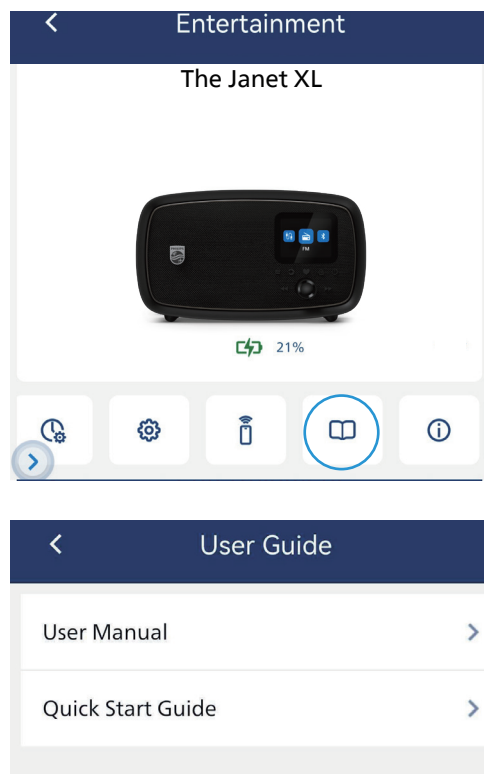 Entertainment
The Janet XL
FM
21%
User Guide
User Manual
Quick Start Guide